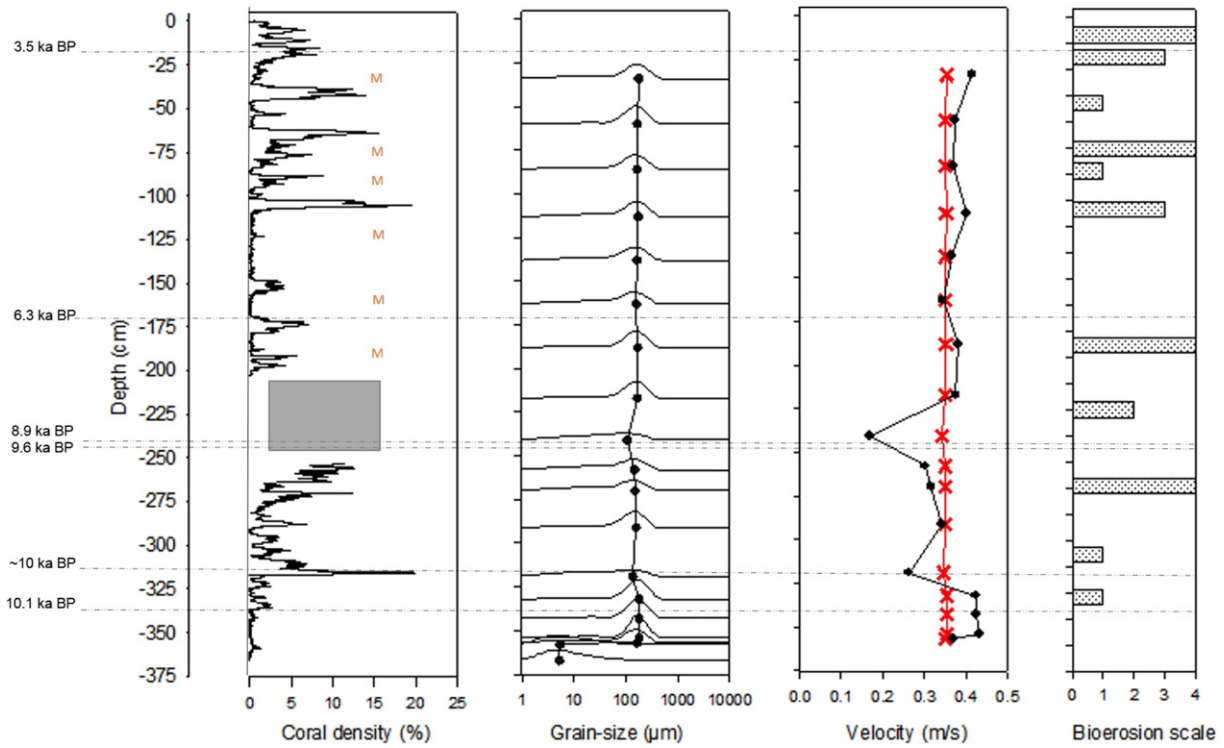 3.5 ka BP
6.3 ka BP
8.9 ka BP
9.6 ka BP
~10 ka BP
10.1 ka BP
Depth (cm)
0
-25
-50
-75
-100
-125
-150
-175
-200
-225
-250
-275
-300
-325
-350
-375
M
M
M
M
M
M
0 5 10 15 20 25
Coral density (%)
1 10 100 1000 10000
Grain-size (µm)
0.0 0.1 0.2 0.3 0.4 0.5
Velocity (m/s)
0 1 2 3 4
Bioerosion scale